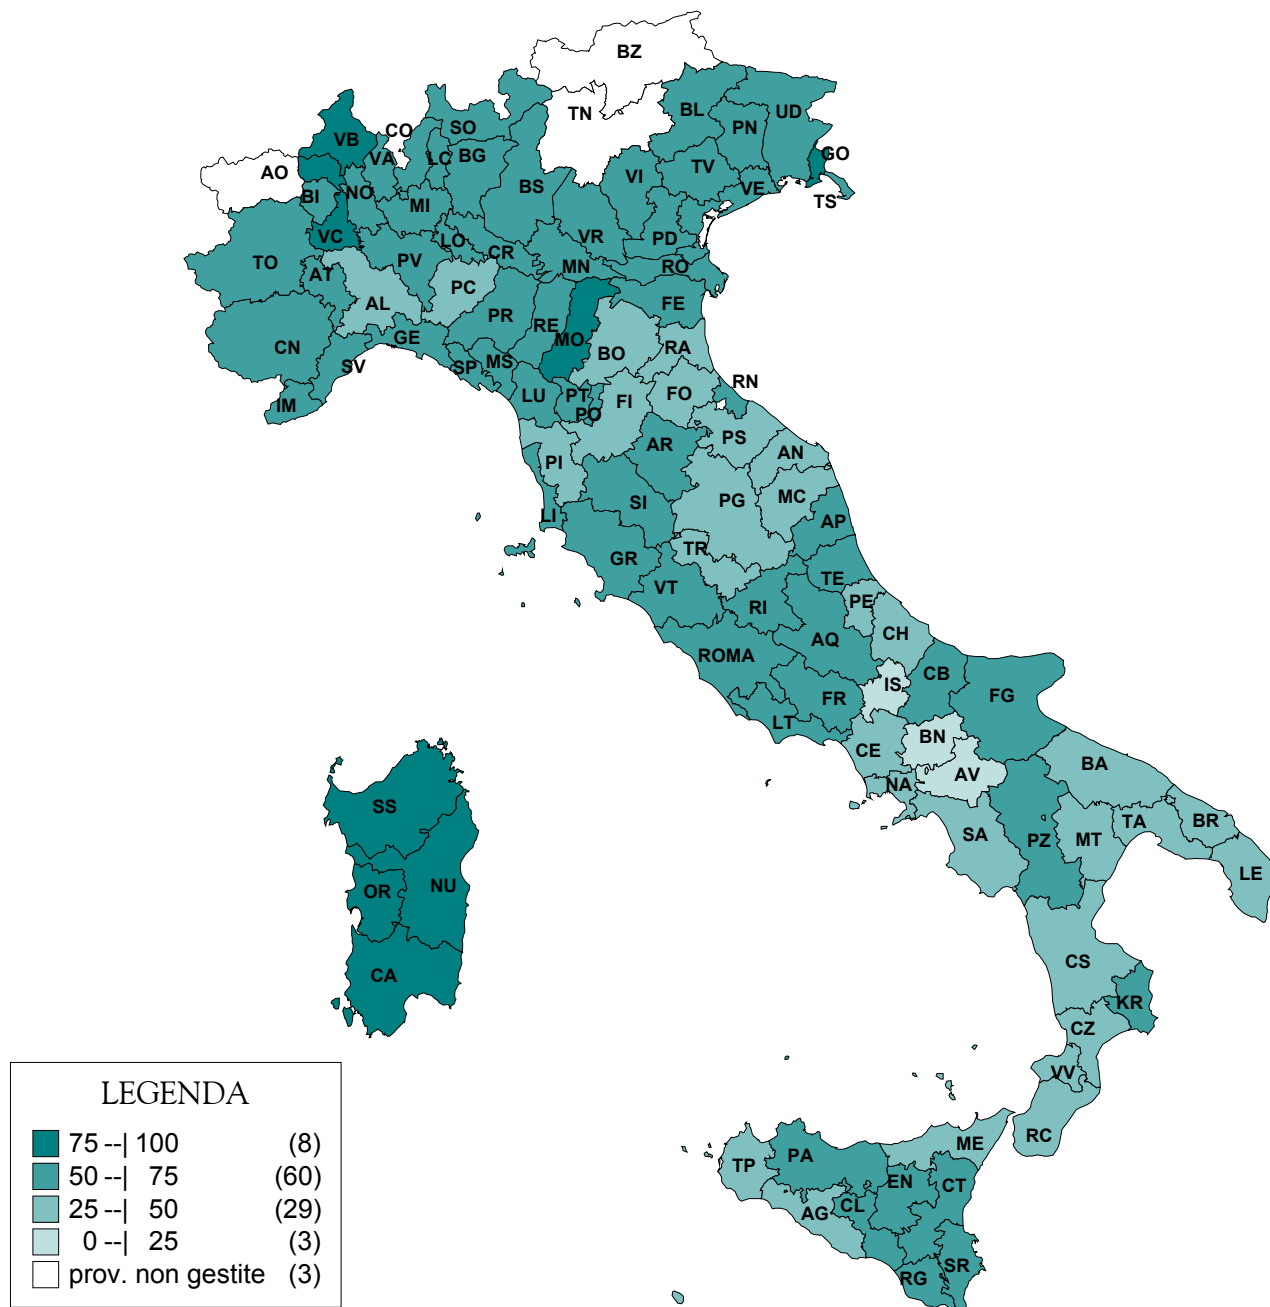 BZ
TN
BL
UD
PN
CO
SO
VB
VA
LC
BG
GO
AO
VI
TV
BS
VE
BI
NO
MI
TS
VC
LO
VR
PD
CR
TO
AT
PV
MN
RO
PC
AL
FE
PR
RE
GE
MO
CN
BO
RA
SV
SP
MS
RN
LU
PT
FO
IM
PO
FI
AR
PS
AN
PI
SI
PG
MC
LI
AP
TR
GR
VT
TE
RI
PE
CH
AQ
ROMA
CB
IS
FR
FG
LT
BN
CE
AV
BA
NA
SS
SA
PZ
MT
TA
BR
LE
NU
OR
CS
CA
KR
CZ
VV
RC
ME
PA
TP
EN
CT
CL
AG
SR
RG
LEGENDA
75 --| 100 (8)
50 --| 75 (60)
25 --| 50 (29)
0 --| 25 (3)
prov. non gestite (3)